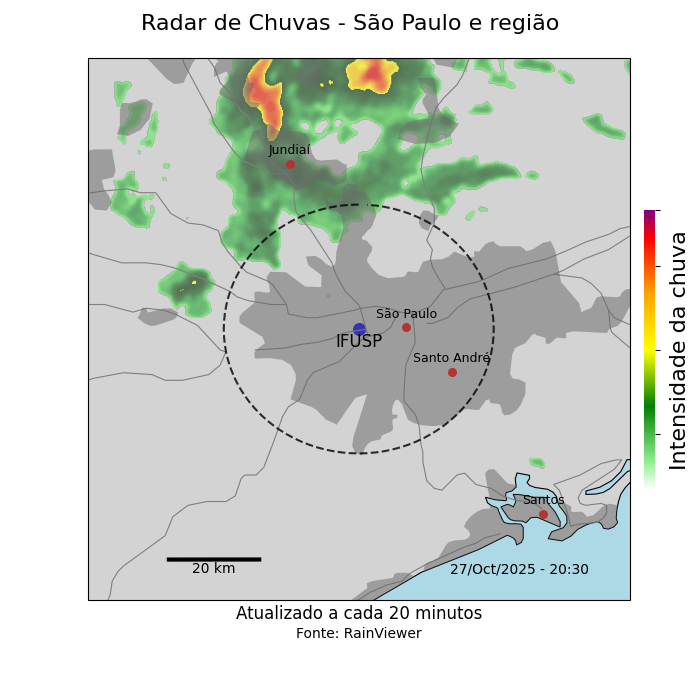 Radar de Chuvas - São Paulo e região
Jundiaí
São Paulo
IFUSP
Santo André
Santos
20 km
27/Oct/2025 - 20:30
Intensidade da chuva
Atualizado a cada 20 minutos
Fonte: RainViewer